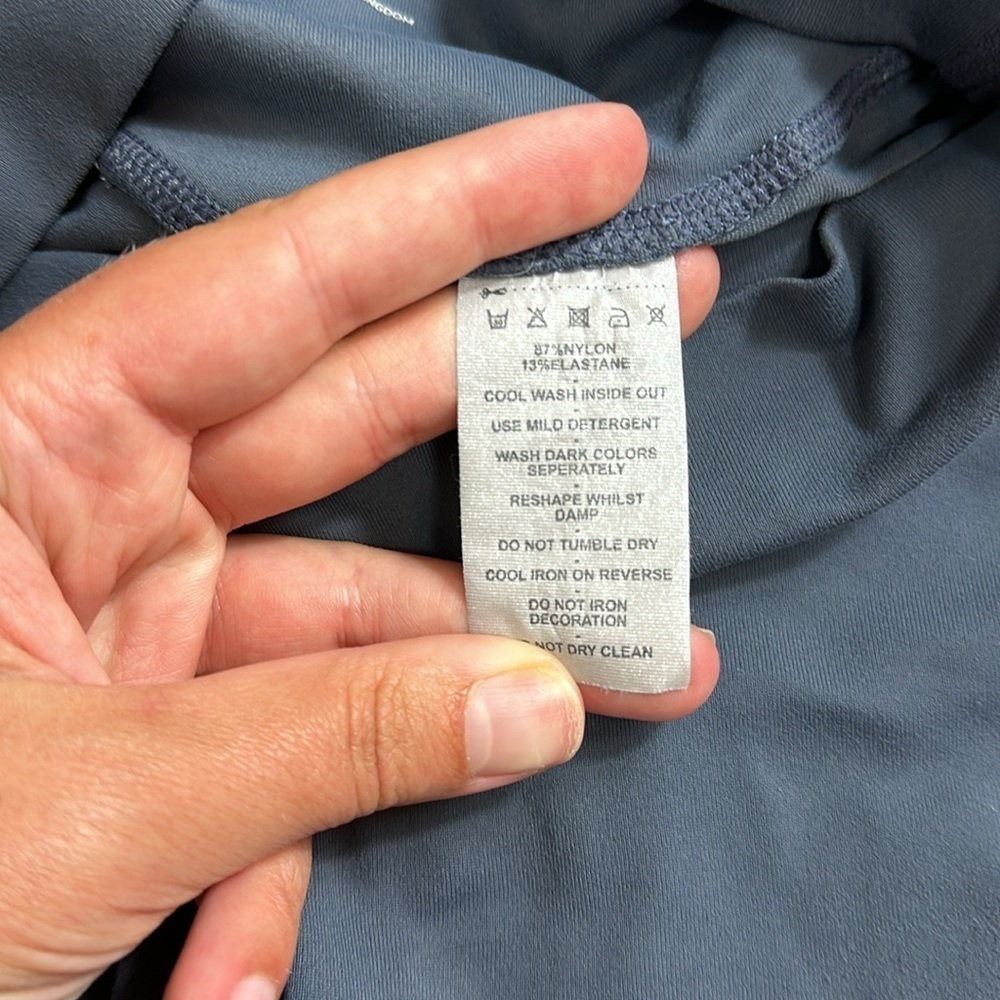 87%NYLON
13%ELASTANE
-
COOL WASH INSIDE OUT
-
USE MILD DETERGENT
-
WASH DARK COLORS
SEPERATELY
-
RESHAPE WHILST
DAMP
-
DO NOT TUMBLE DRY
-
COOL IRON ON REVERSE
-
DO NOT IRON
DECORATION
-
NOT DRY CLEAN